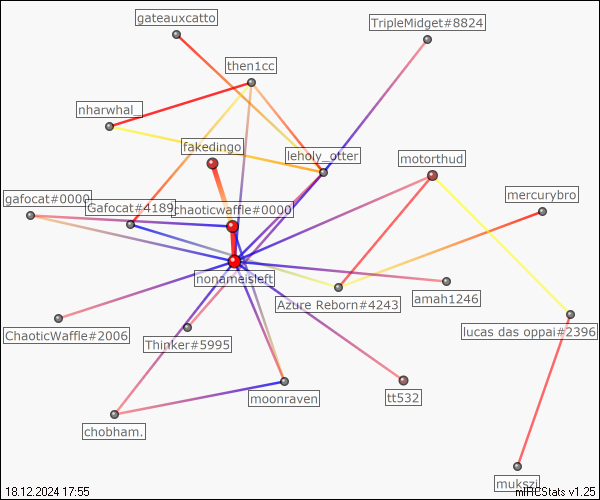 gateauxcatto
TripleMidget#8824
then1cc
nharwhal_
fakedingo
leholy_otter
motorthud
gafocat#0000
Gafocat#4189
chaoticwaffle#0000
mercurybro
nonameisleft
Azure Reborn#4243
amah1246
ChaoticWaffle#2006
Thinker#5995
lucas das oppai#2396
moonraven
tt532
chobham.
mukszi
18.12.2024 17:55
mIHCStats v1.25